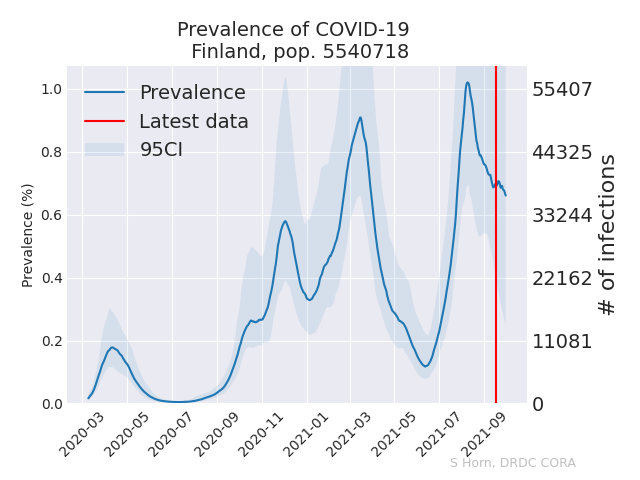 Prevalence of COVID-19
Finland, pop. 5540718
Prevalence
Latest data
95CI
Prevalence (%)
1.0
0.8
0.6
0.4
0.2
0.0
55407
44325
33244
22162
11081
0
# of infections
2020-03
2020-05
2020-07
2020-09
2020-11
2021-01
2021-03
2021-05
2021-07
2021-09
S Horn, DRDC CORA